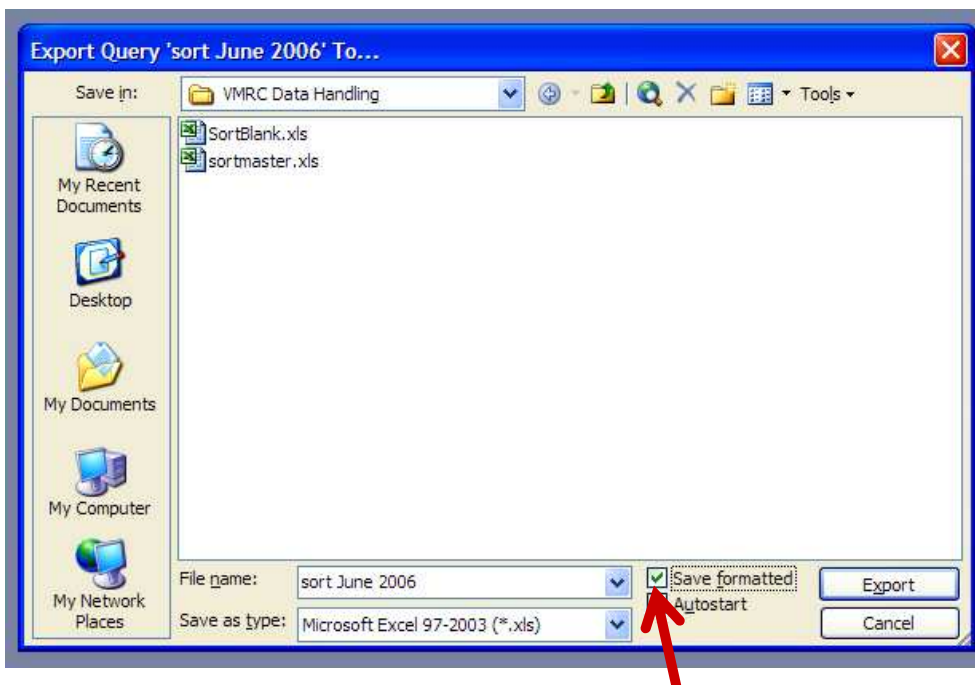 Export Query 'sort June 2006' To...
Save in:
VMRC Data Handling
Tools
SortBlank.xls
sortmaster.xls
My Recent
Documents
Desktop
My Documents
My Computer
My Network
Places
File name:
sort June 2006
Save as type:
Microsoft Excel 97-2003 (*.xls)
Save formatted
Autostart
Export
Cancel